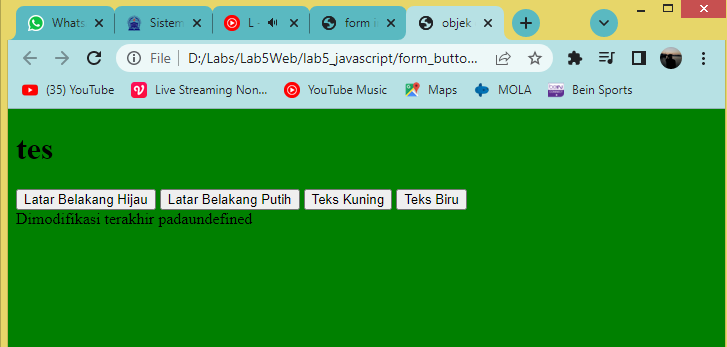 Whats
Sistem
L -
form i
objek
File
D:/Labs/Lab5Web/lab5_javascript/form_butto...
(35) YouTube
Live Streaming Non...
YouTube Music
Maps
MOLA
Bein Sports
tes
Latar Belakang Hijau
Latar Belakang Putih
Teks Kuning
Teks Biru
Dimodifikasi terakhir padaundefined